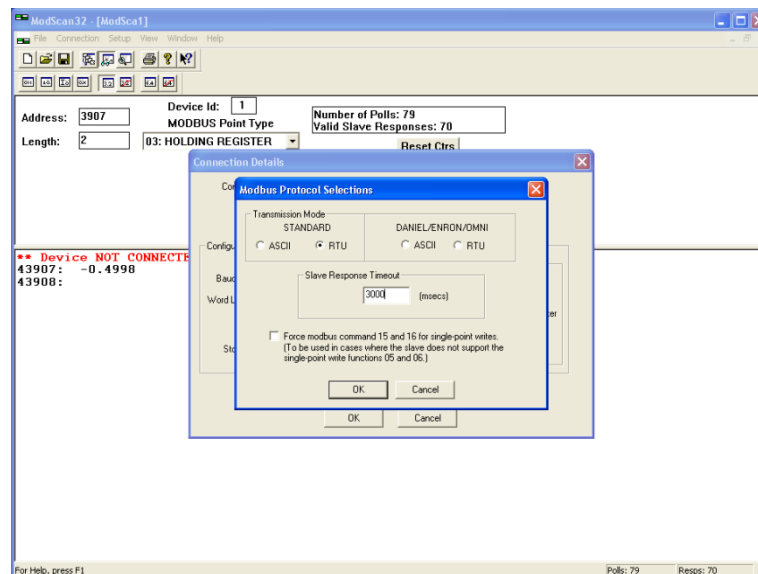 ModScan32 - [ModSca1]
File Connection Setup View Window Help
Address: 3907
Device Id: 1
MODBUS Point Type
Length: 2
03: HOLDING REGISTER
Number of Polls: 79
Valid Slave Responses: 70
Reset Ctrs
Connection Details
Modbus Protocol Selections
Transmission Mode
STANDARD
DANIEL/ENRON/OMNI
ASCII RTU
ASCII RTU
Slave Response Timeout
3000 (msecs)
Force modbus command 15 and 16 for single-point writes.
(To be used in cases where the slave does not support the
single-point write functions 05 and 06.)
OK Cancel
OK Cancel
** Device NOT CONNECTE
43907: -0.4998
43908:
For Help, press F1
Polls: 79
Resps: 70